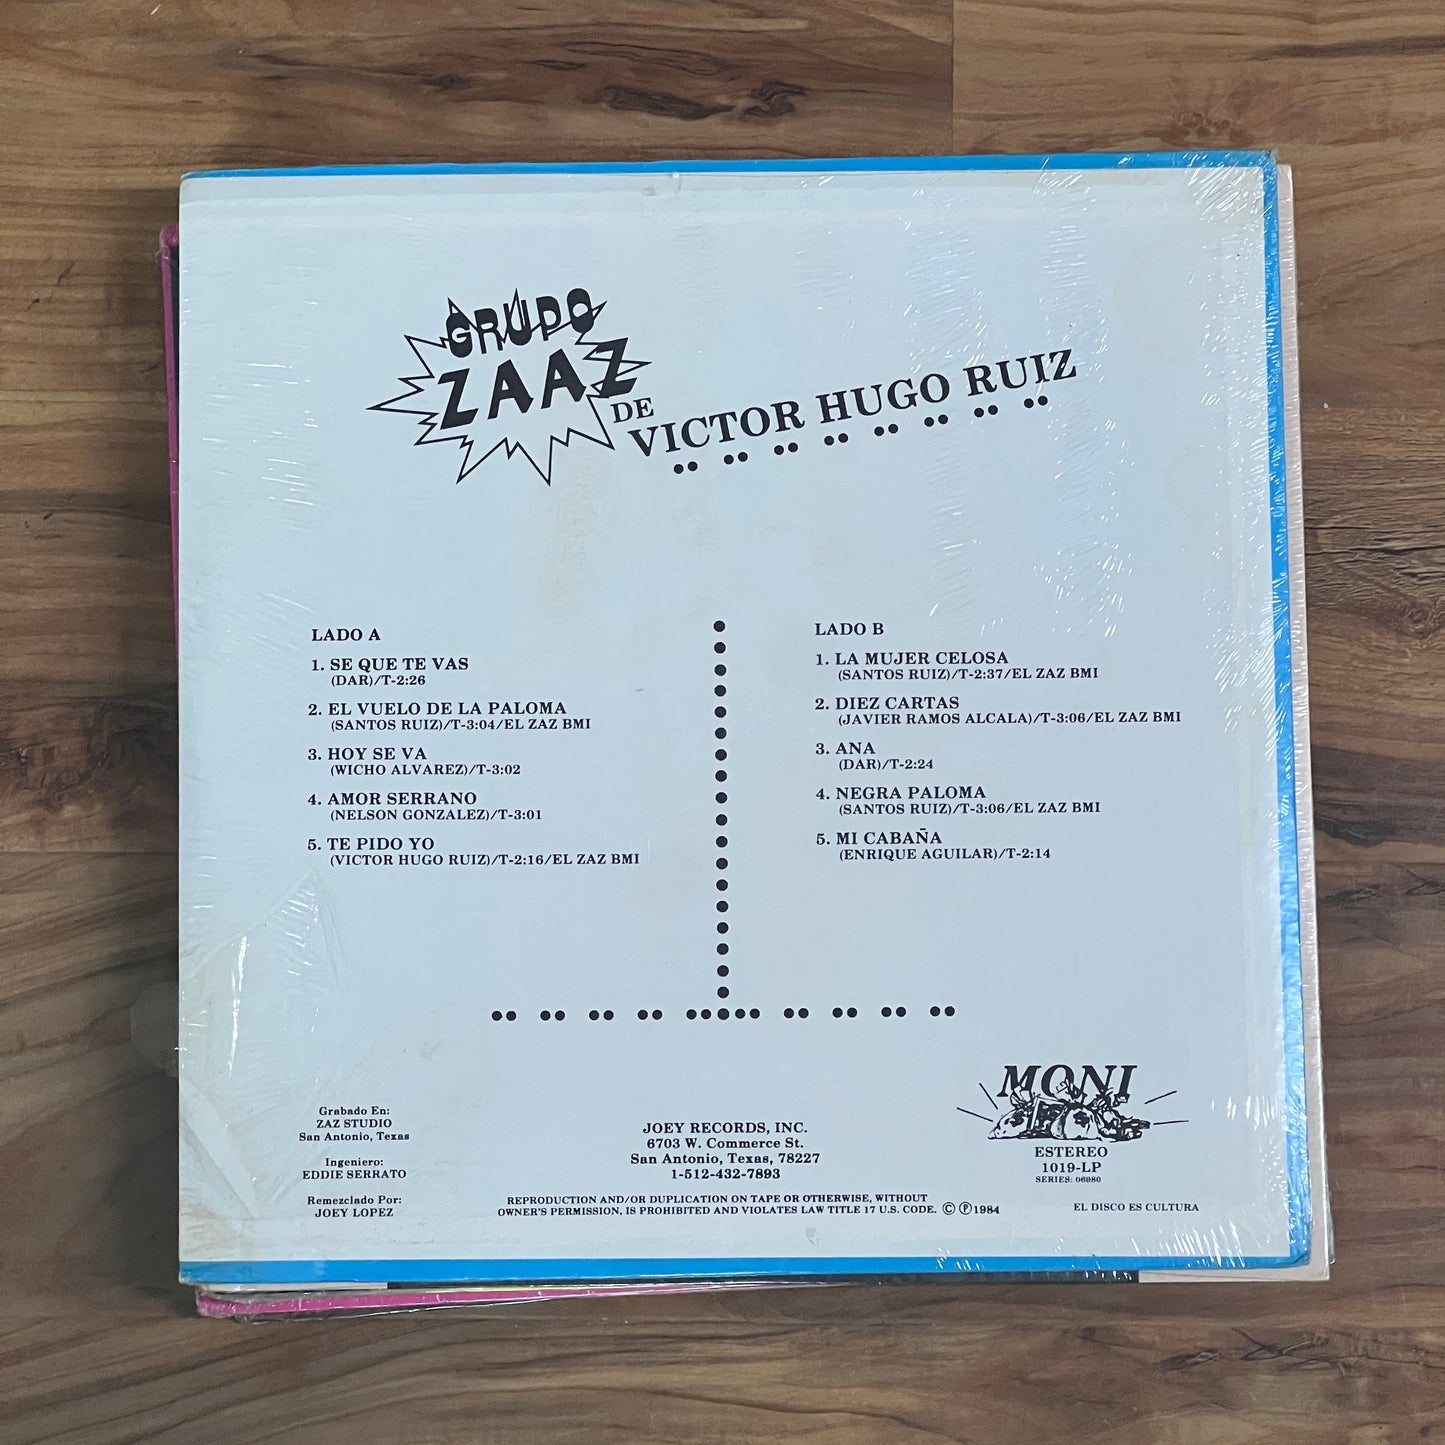 GRUPO
ZAAZ
DE
VICTOR HUGO RUIZ
LADO A
1. SE QUE TE VAS
(DAR)/T-2:26
2. EL VUELO DE LA PALOMA
(SANTOS RUIZ)/T-3:04/EL ZAZ BMI
3. HOY SE VA
(WICHO ALVAREZ)/T-3:02
4. AMOR SERRANO
(NELSON GONZALEZ)/T-3:01
5. TE PIDO YO
(VICTOR HUGO RUIZ)/T-2:16/EL ZAZ BMI
LADO B
1. LA MUJER CELOSA
(SANTOS RUIZ)/T-2:37/EL ZAZ BMI
2. DIEZ CARTAS
(JAVIER RAMOS ALCALA)/T-3:06/EL ZAZ BMI
3. ANA
(DAR)/T-2:24
4. NEGRA PALOMA
(SANTOS RUIZ)/T-3:06/EL ZAZ BMI
5. MI CABAÑA
(ENRIQUE AGUILAR)/T-2:14
Grabado En:
ZAZ STUDIO
San Antonio, Texas
Ingeniero:
EDDIE SERRATO
Remezclado Por:
JOEY LOPEZ
JOEY RECORDS, INC.
6703 W. Commerce St.
San Antonio, Texas, 78227
1-512-432-7893
REPRODUCTION AND/OR DUPLICATION ON TAPE OR OTHERWISE, WITHOUT
OWNER'S PERMISSION, IS PROHIBITED AND VIOLATES LAW TITLE 17 U.S. CODE. © Ⓟ 1984
MONI
ESTEREO
1019-LP
SERIES: 06980
EL DISCO ES CULTURA